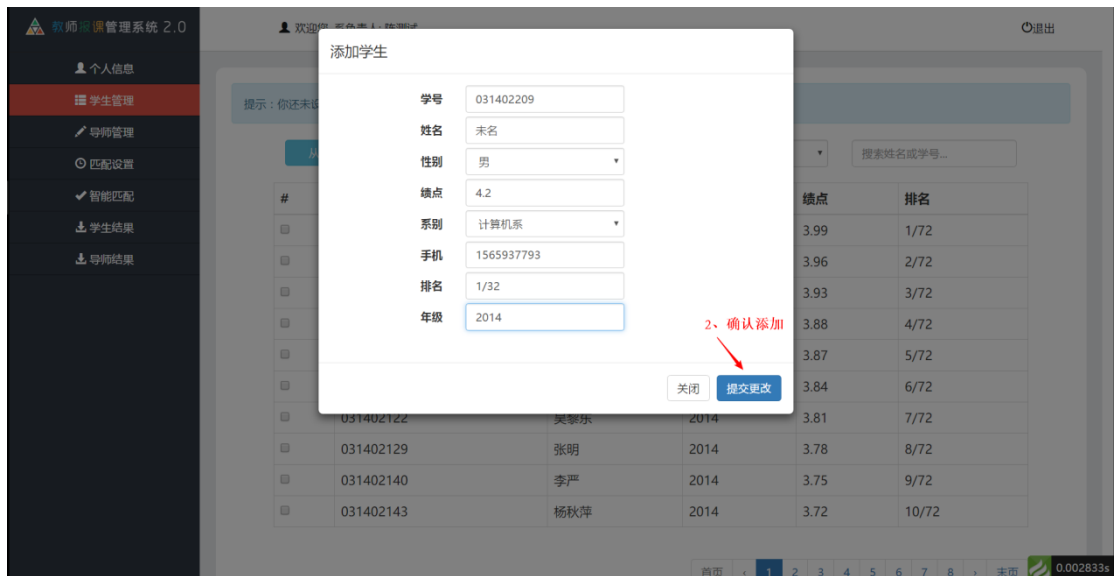 教师报课管理系统 2.0
欢迎您
退出
添加学生
个人信息
学生管理
导师管理
匹配设置
智能匹配
学生结果
导师结果
提示：你还未设
从
搜索姓名或学号...
学号 031402209
姓名 未名
性别 男
绩点 4.2
系别 计算机系
手机 1565937793
排名 1/32
年级 2014
2、确认添加
关闭 提交更改
# 绩点 排名
3.99 1/72
3.96 2/72
3.93 3/72
3.88 4/72
3.87 5/72
3.84 6/72
031402122 吴黎东 2014 3.81 7/72
031402129 张明 2014 3.78 8/72
031402140 李严 2014 3.75 9/72
031402143 杨秋萍 2014 3.72 10/72
首页 ‹ 1 2 3 4 5 6 7 8 › 末页
0.002833s